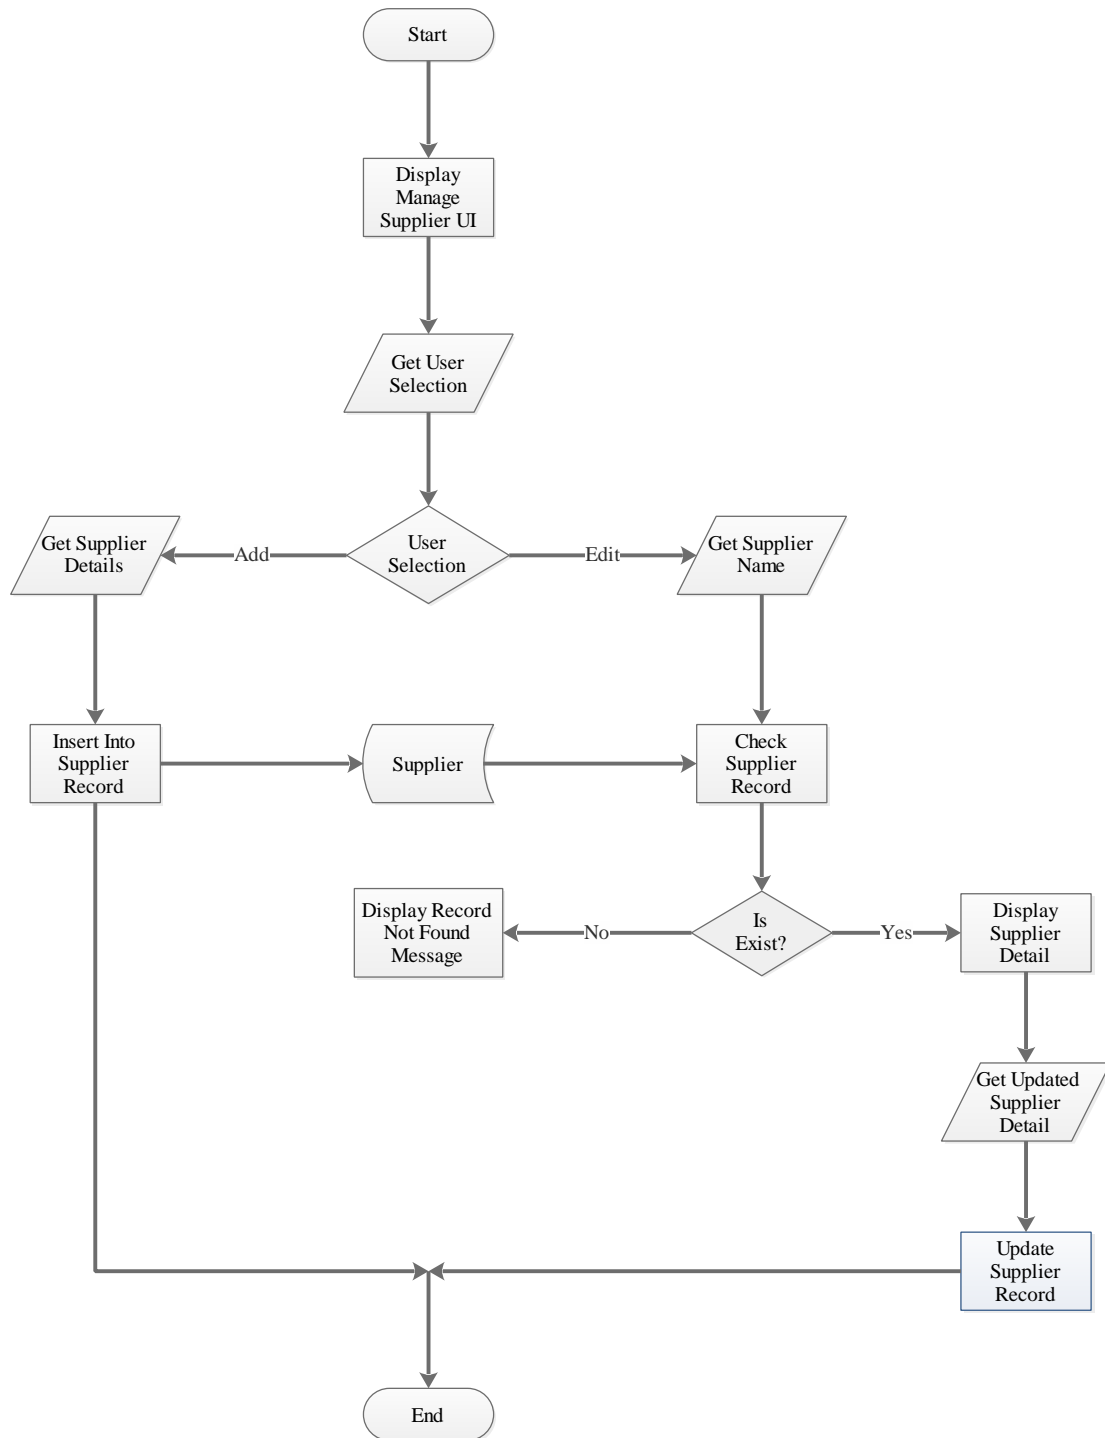 Start
Display
Manage
Supplier UI
Get User
Selection
Get Supplier
Details
Add
User
Selection
Edit
Get Supplier
Name
Insert Into
Supplier
Record
Supplier
Check
Supplier
Record
Display Record
Not Found
Message
No
Is
Exist?
Yes
Display
Supplier
Detail
Get Updated
Supplier
Detail
Update
Supplier
Record
End